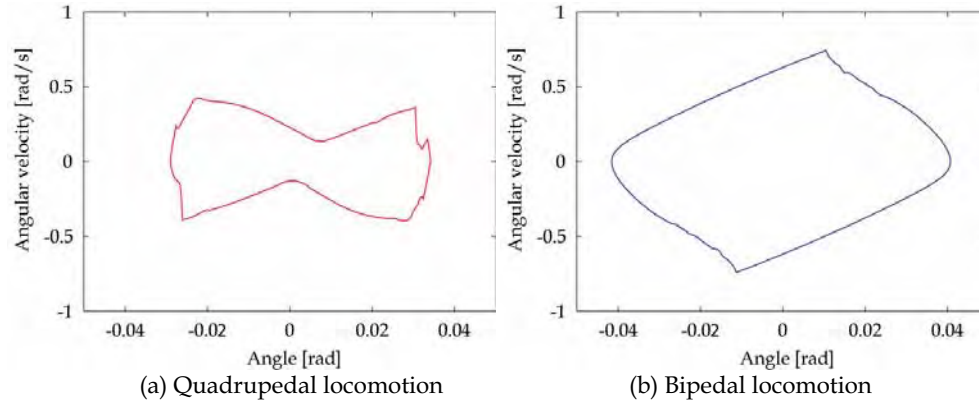 1
0.5
0
-0.5
-1
Angular velocity [rad/s]
-0.04 -0.02 0 0.02 0.04
Angle [rad]
(a) Quadrupedal locomotion
1
0.5
0
-0.5
-1
Angular velocity [rad/s]
-0.04 -0.02 0 0.02 0.04
Angle [rad]
(b) Bipedal locomotion